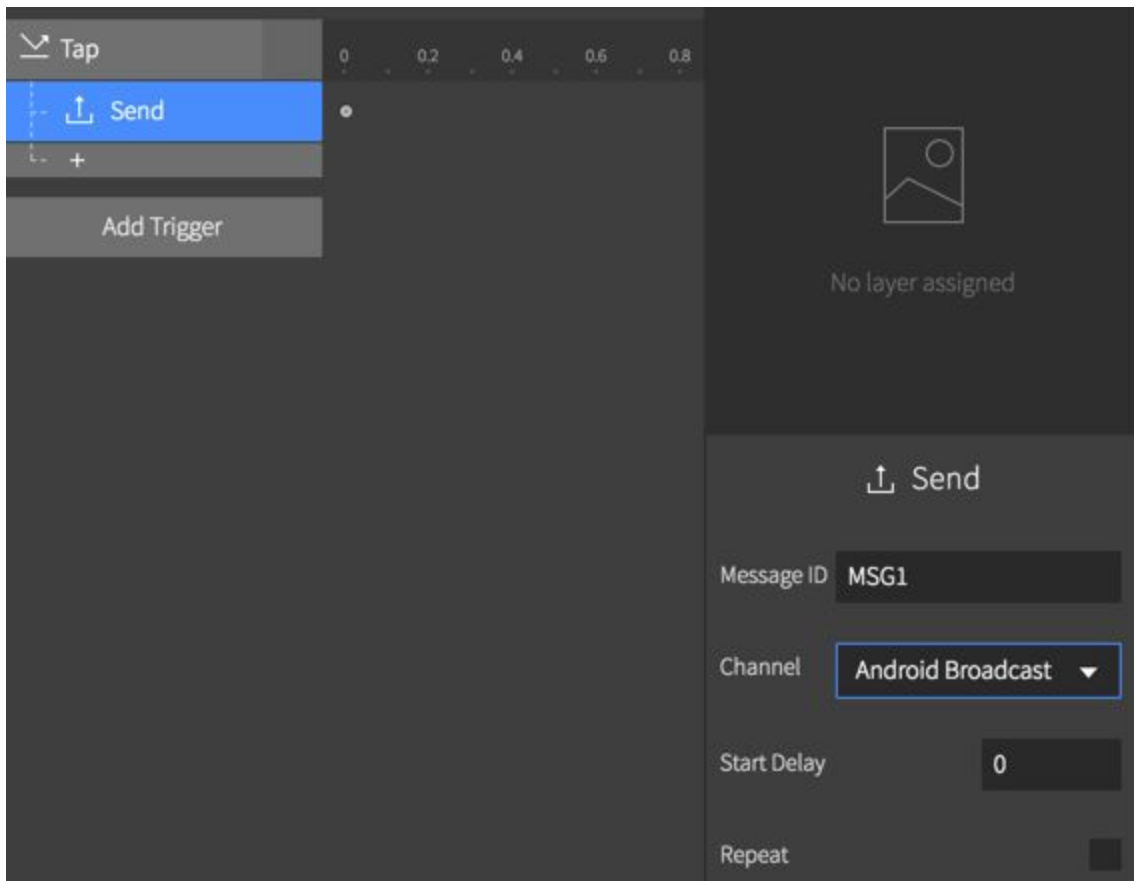 Tap
0 0.2 0.4 0.6 0.8
Send
+
Add Trigger
No layer assigned
Send
Message ID MSG1
Channel Android Broadcast
Start Delay 0
Repeat